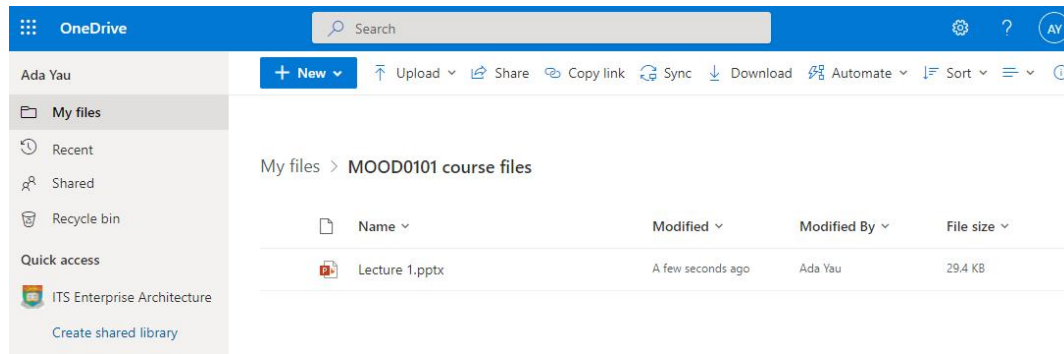 OneDrive
Search
?
AY
Ada Yau
My files
Recent
Shared
Recycle bin
Quick access
ITS Enterprise Architecture
Create shared library
+ New
Upload
Share
Copy link
Sync
Download
Automate
Sort
My files > MOOD0101 course files
Name
Modified
Modified By
File size
Lecture 1.pptx
A few seconds ago
Ada Yau
29.4 KB